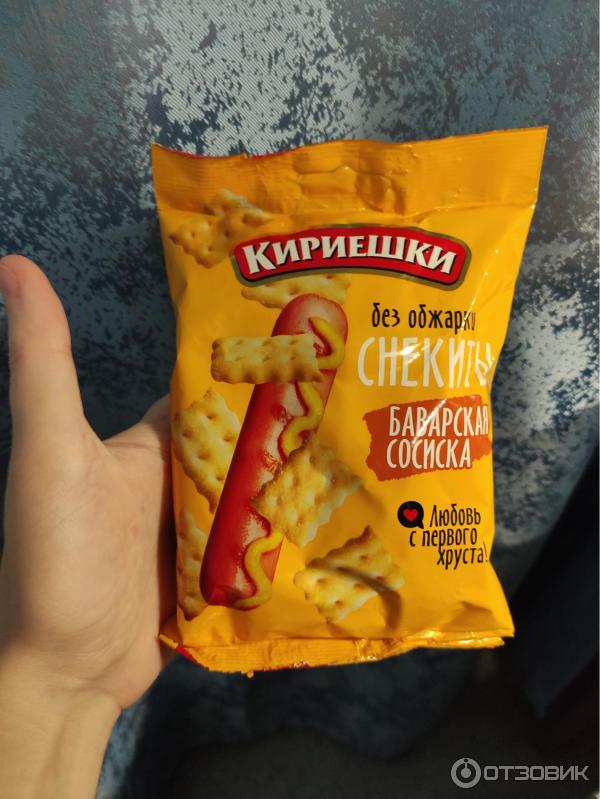 КИРИЕШКИ
без обжарки
СНЕКИТЫ
БАВАРСКАЯ
СОСИСКА
Любовь
с первого
хруста!
ОТЗОВИК